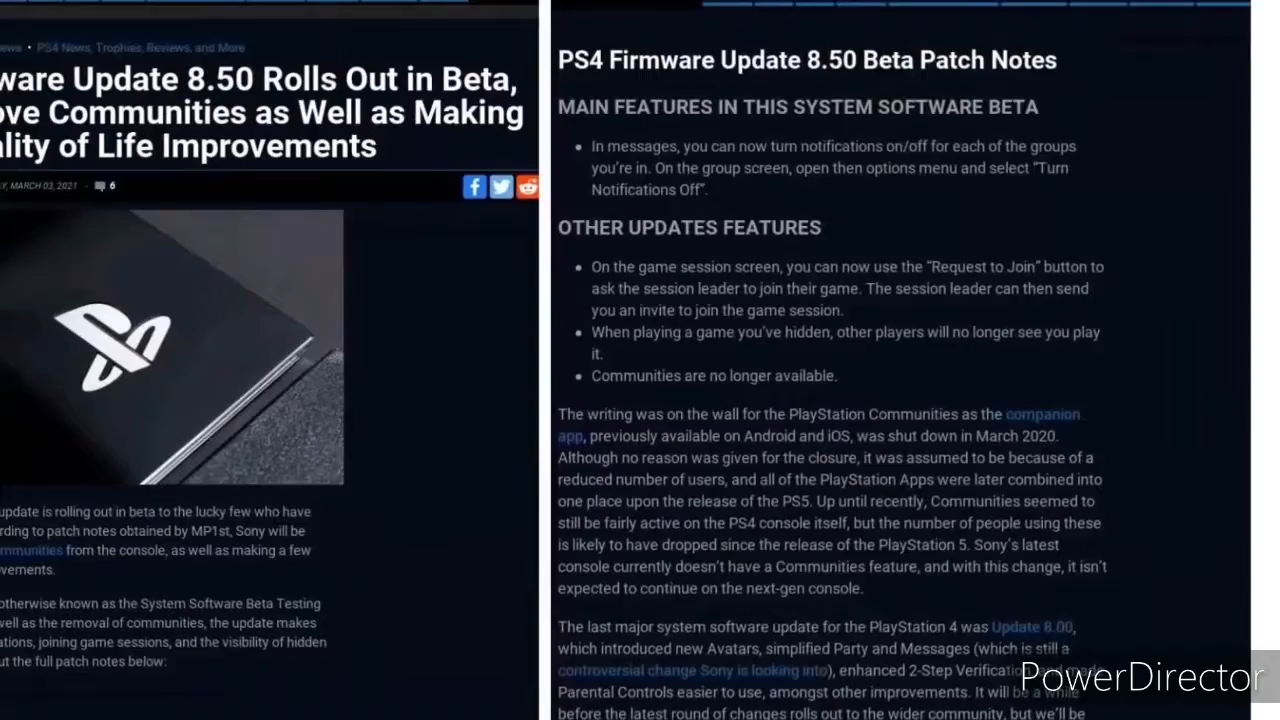 PS4 News, Trophies, Reviews, and More
ware Update 8.50 Rolls Out in Beta,
ove Communities as Well as Making
ality of Life Improvements
Y, MARCH 03, 2021 - 6
update is rolling out in beta to the lucky few who have
rding to patch notes obtained by MP1st, Sony will be
mmunities from the console, as well as making a few
vements.
otherwise known as the System Software Beta Testing
vell as the removal of communities, the update makes
ations, joining game sessions, and the visibility of hidden
ut the full patch notes below:
PS4 Firmware Update 8.50 Beta Patch Notes
MAIN FEATURES IN THIS SYSTEM SOFTWARE BETA
• In messages, you can now turn notifications on/off for each of the groups
you're in. On the group screen, open then options menu and select “Turn
Notifications Off”.
OTHER UPDATES FEATURES
• On the game session screen, you can now use the “Request to Join” button to
ask the session leader to join their game. The session leader can then send
you an invite to join the game session.
• When playing a game you've hidden, other players will no longer see you play
it.
• Communities are no longer available.
The writing was on the wall for the PlayStation Communities as the companion
app, previously available on Android and iOS, was shut down in March 2020.
Although no reason was given for the closure, it was assumed to be because of a
reduced number of users, and all of the PlayStation Apps were later combined into
one place upon the release of the PS5. Up until recently, Communities seemed to
still be fairly active on the PS4 console itself, but the number of people using these
is likely to have dropped since the release of the PlayStation 5. Sony's latest
console currently doesn't have a Communities feature, and with this change, it isn't
expected to continue on the next-gen console.
The last major system software update for the PlayStation 4 was Update 8.00,
which introduced new Avatars, simplified Party and Messages (which is still a
controversial change Sony is looking into), enhanced 2-Step Verification and made
Parental Controls easier to use, amongst other improvements. It will be a while
before the latest round of changes rolls out to the wider community, but we'll be
PowerDirector